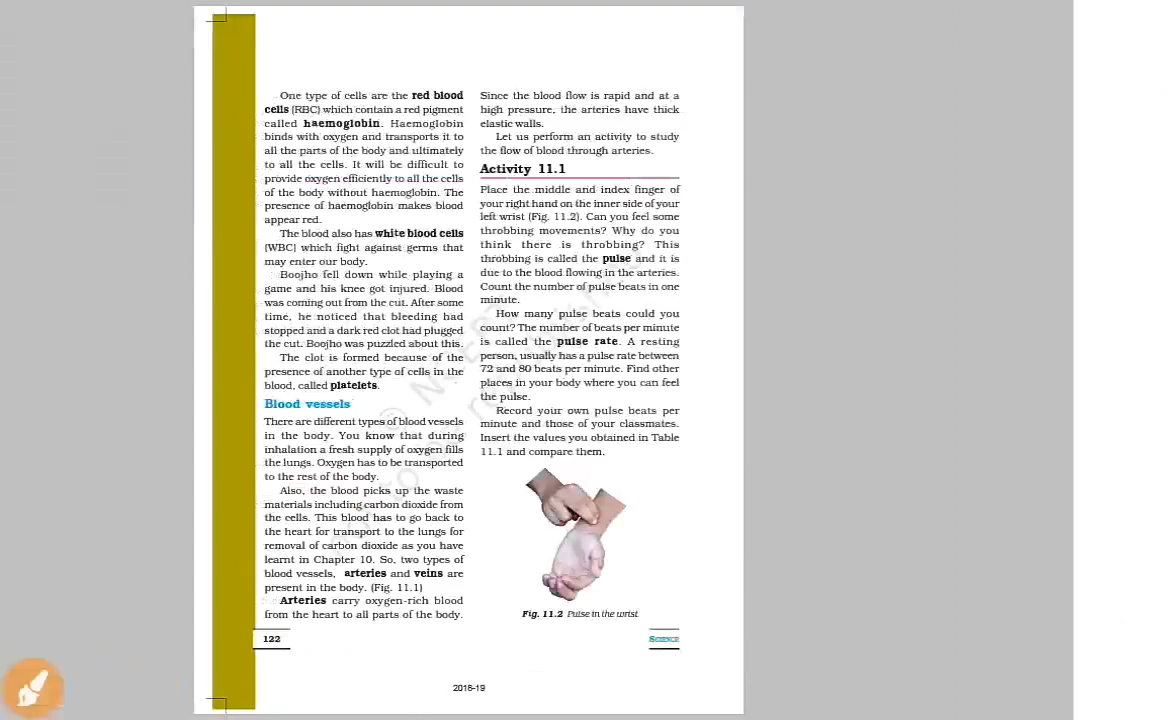 One type of cells are the red blood
cells (RBC) which contain a red pigment
called haemoglobin. Haemoglobin
binds with oxygen and transports it to
all the parts of the body and ultimately
to all the cells. It will be difficult to
provide oxygen efficiently to all the cells
of the body without haemoglobin. The
presence of haemoglobin makes blood
appear red.
The blood also has white blood cells
(WBC) which fight against germs that
may enter our body.
Boojho fell down while playing a
game and his knee got injured. Blood
was coming out from the cut. After some
time, he noticed that bleeding had
stopped and a dark red clot had plugged
the cut. Boojho was puzzled about this.
The clot is formed because of the
presence of another type of cells in the
blood, called platelets.
Blood vessels
There are different types of blood vessels
in the body. You know that during
inhalation a fresh supply of oxygen fills
the lungs. Oxygen has to be transported
to the rest of the body.
Also, the blood picks up the waste
materials including carbon dioxide from
the cells. This blood has to go back to
the heart for transport to the lungs for
removal of carbon dioxide as you have
learnt in Chapter 10. So, two types of
blood vessels, arteries and veins are
present in the body. (Fig. 11.1)
Arteries carry oxygen-rich blood
from the heart to all parts of the body.
Since the blood flow is rapid and at a
high pressure, the arteries have thick
elastic walls.
Let us perform an activity to study
the flow of blood through arteries.
Activity 11.1
Place the middle and index finger of
your right hand on the inner side of your
left wrist (Fig. 11.2). Can you feel some
throbbing movements? Why do you
think there is throbbing? This
throbbing is called the pulse and it is
due to the blood flowing in the arteries.
Count the number of pulse beats in one
minute.
How many pulse beats could you
count? The number of beats per minute
is called the pulse rate. A resting
person, usually has a pulse rate between
72 and 80 beats per minute. Find other
places in your body where you can feel
the pulse.
Record your own pulse beats per
minute and those of your classmates.
Insert the values you obtained in Table
11.1 and compare them.
Fig. 11.2 Pulse in the wrist
122
SCIENCE
2018-19
© NCERT